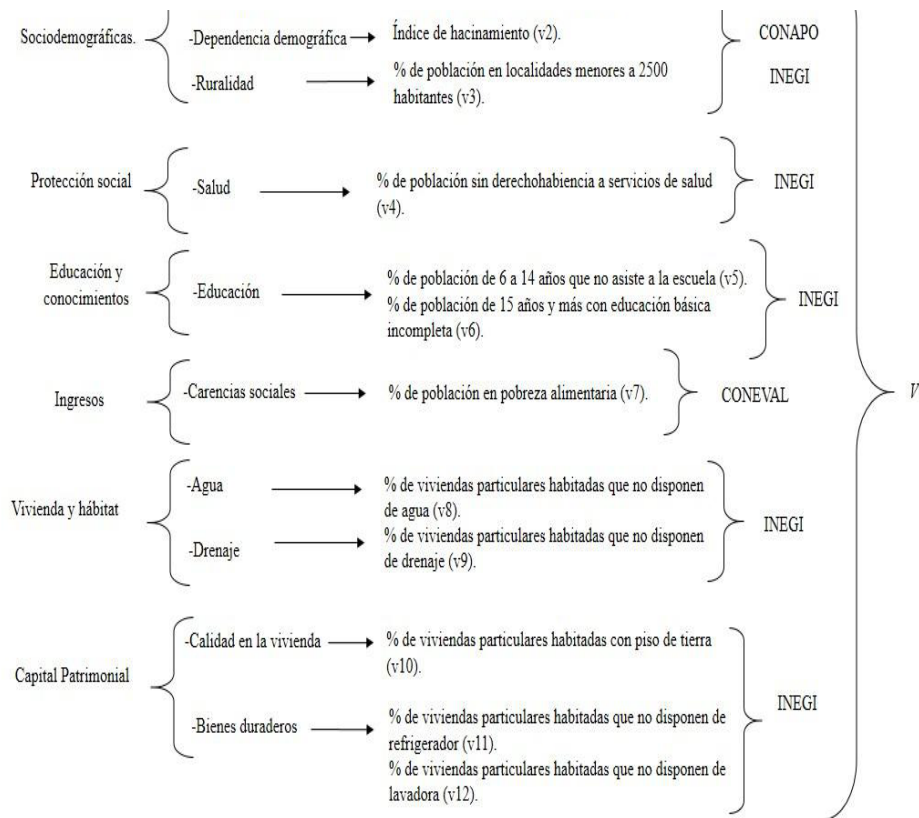 Sociodemográficas.
-Dependencia demográfica
Índice de hacinamiento (v2).
CONAPO
-Ruralidad
% de población en localidades menores a 2500
habitantes (v3).
INEGI
Protección social
-Salud
% de población sin derechohabiencia a servicios de salud
(v4).
INEGI
Educación y
conocimientos
-Educación
% de población de 6 a 14 años que no asiste a la escuela (v5).
% de población de 15 años y más con educación básica
incompleta (v6).
INEGI
Ingresos
-Carencias sociales
% de población en pobreza alimentaria (v7).
CONEVAL
V
Vivienda y hábitat
-Agua
% de viviendas particulares habitadas que no disponen
de agua (v8).
-Drenaje
% de viviendas particulares habitadas que no disponen
de drenaje (v9).
INEGI
Capital Patrimonial
-Calidad en la vivienda
% de viviendas particulares habitadas con piso de tierra
(v10).
-Bienes duraderos
% de viviendas particulares habitadas que no disponen de
refrigerador (v11).
% de viviendas particulares habitadas que no disponen de
lavadora (v12).
INEGI